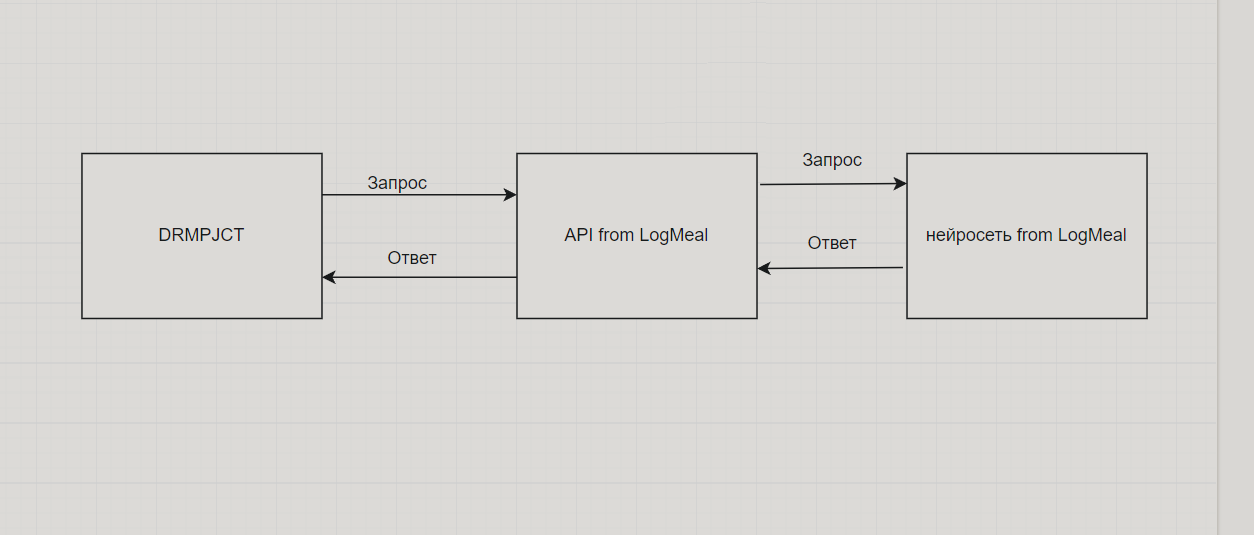 Запрос
Запрос
DRMPJCT
API from LogMeal
нейросеть from LogMeal
Ответ
Ответ